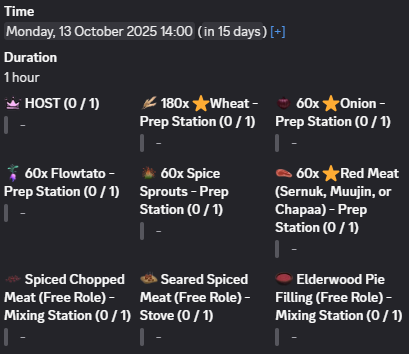 Time
Monday, 13 October 2025 14:00 (in 15 days) [+]
Duration
1 hour
HOST (0 / 1)
-
180x ⭐Wheat -
Prep Station (0 / 1)
-
60x ⭐Onion -
Prep Station (0 / 1)
-
60x Flowtato -
Prep Station (0 / 1)
-
60x Spice
Sprouts - Prep
Station (0 / 1)
-
60x ⭐Red Meat
(Sernuk, Muujin, or
Chapaa) - Prep
Station (0 / 1)
-
Spiced Chopped
Meat (Free Role) -
Mixing Station (0 / 1)
-
Seared Spiced
Meat (Free Role) -
Stove (0 / 1)
-
Elderwood Pie
Filling (Free Role) -
Mixing Station (0 / 1)
-